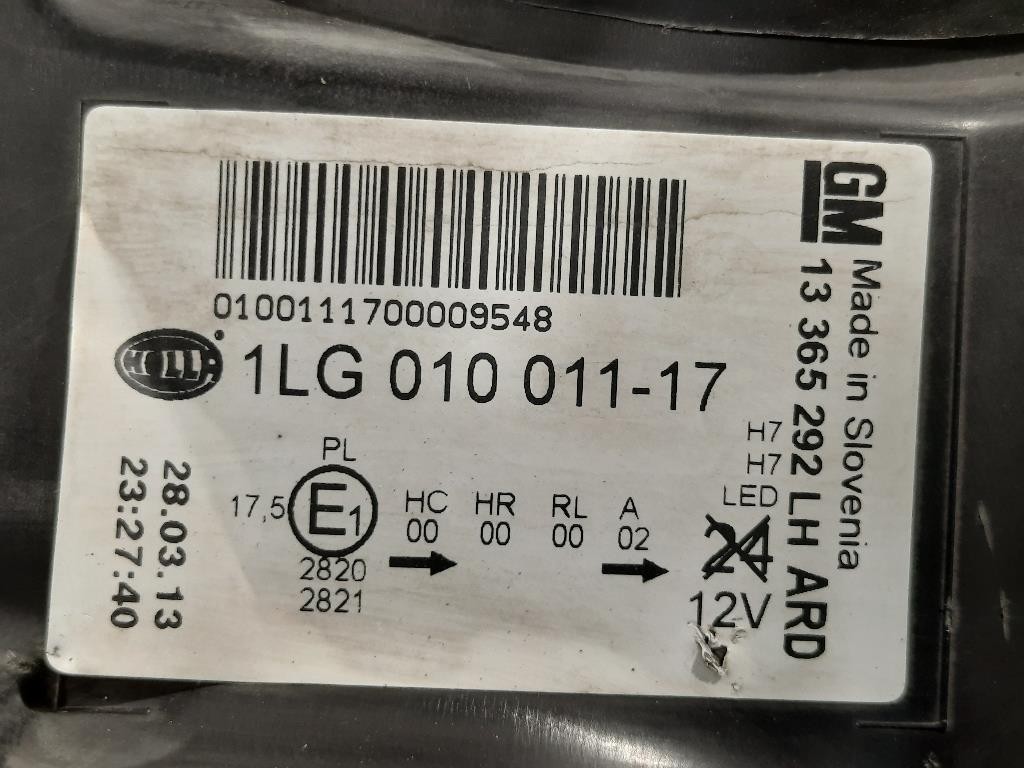 0100111700009548
HELLA
1LG 010 011-17
PL
17,5 E1
2820
2821
HC HR RL A
00 00 00 02
H7
H7
LED
24
12V
28.03.13
23:27:40
GM Made in Slovenia
13 365 292 LH ARD